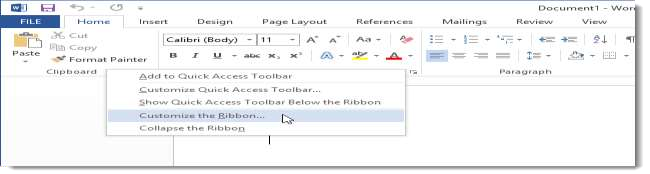 Document1 - Wor
FILE Home Insert Design Page Layout References Mailings Review View
Cut
Calibri (Body) 11 A A Aa
Copy
Paste
Format Painter
B I U abc X2 X2 A A
Clipboard Paragraph
Add to Quick Access Toolbar
Customize Quick Access Toolbar...
Show Quick Access Toolbar Below the Ribbon
Customize the Ribbon...
Collapse the Ribbon